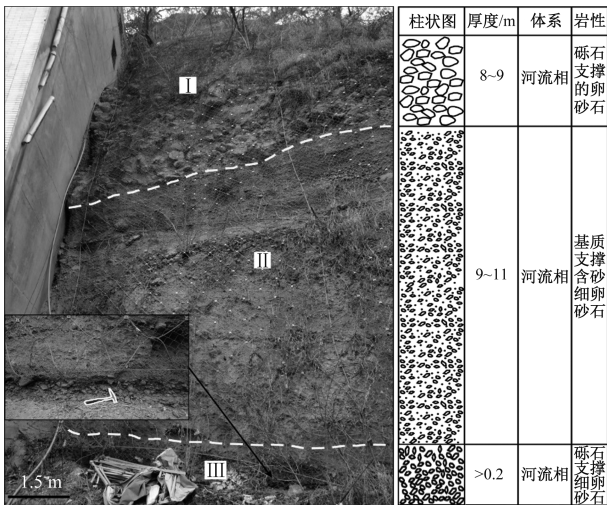 I
II
III
1.5 m
柱状图 厚度/m 体系 岩性
8~9 河流相 砾石
支撑
的卵
砂石
9~11 河流相 基质
支撑
含砂
细卵
砂石
>0.2 河流相 砾石
支撑
细卵
砂石